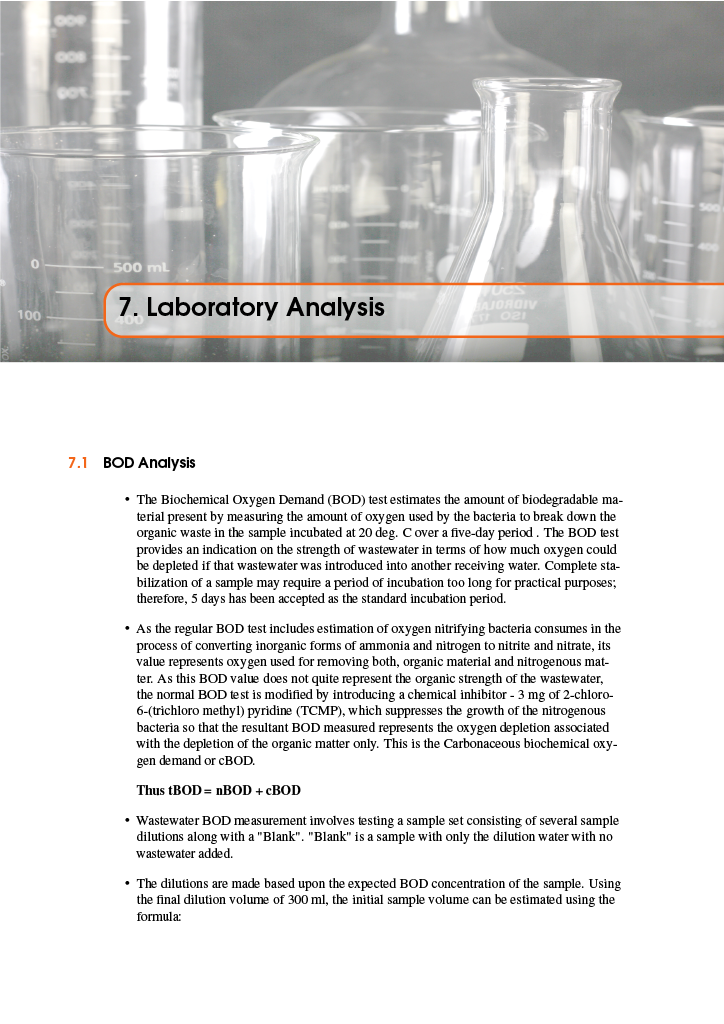 0
500 mL
100
400
500
400
7. Laboratory Analysis
7.1 BOD Analysis
• The Biochemical Oxygen Demand (BOD) test estimates the amount of biodegradable ma-
terial present by measuring the amount of oxygen used by the bacteria to break down the
organic waste in the sample incubated at 20 deg. C over a five-day period . The BOD test
provides an indication on the strength of wastewater in terms of how much oxygen could
be depleted if that wastewater was introduced into another receiving water. Complete sta-
bilization of a sample may require a period of incubation too long for practical purposes;
therefore, 5 days has been accepted as the standard incubation period.
• As the regular BOD test includes estimation of oxygen nitrifying bacteria consumes in the
process of converting inorganic forms of ammonia and nitrogen to nitrite and nitrate, its
value represents oxygen used for removing both, organic material and nitrogenous mat-
ter. As this BOD value does not quite represent the organic strength of the wastewater,
the normal BOD test is modified by introducing a chemical inhibitor - 3 mg of 2-chloro-
6-(trichloro methyl) pyridine (TCMP), which suppresses the growth of the nitrogenous
bacteria so that the resultant BOD measured represents the oxygen depletion associated
with the depletion of the organic matter only. This is the Carbonaceous biochemical oxy-
gen demand or cBOD.
Thus tBOD = nBOD + cBOD
• Wastewater BOD measurement involves testing a sample set consisting of several sample
dilutions along with a "Blank". "Blank" is a sample with only the dilution water with no
wastewater added.
• The dilutions are made based upon the expected BOD concentration of the sample. Using
the final dilution volume of 300 ml, the initial sample volume can be estimated using the
formula: